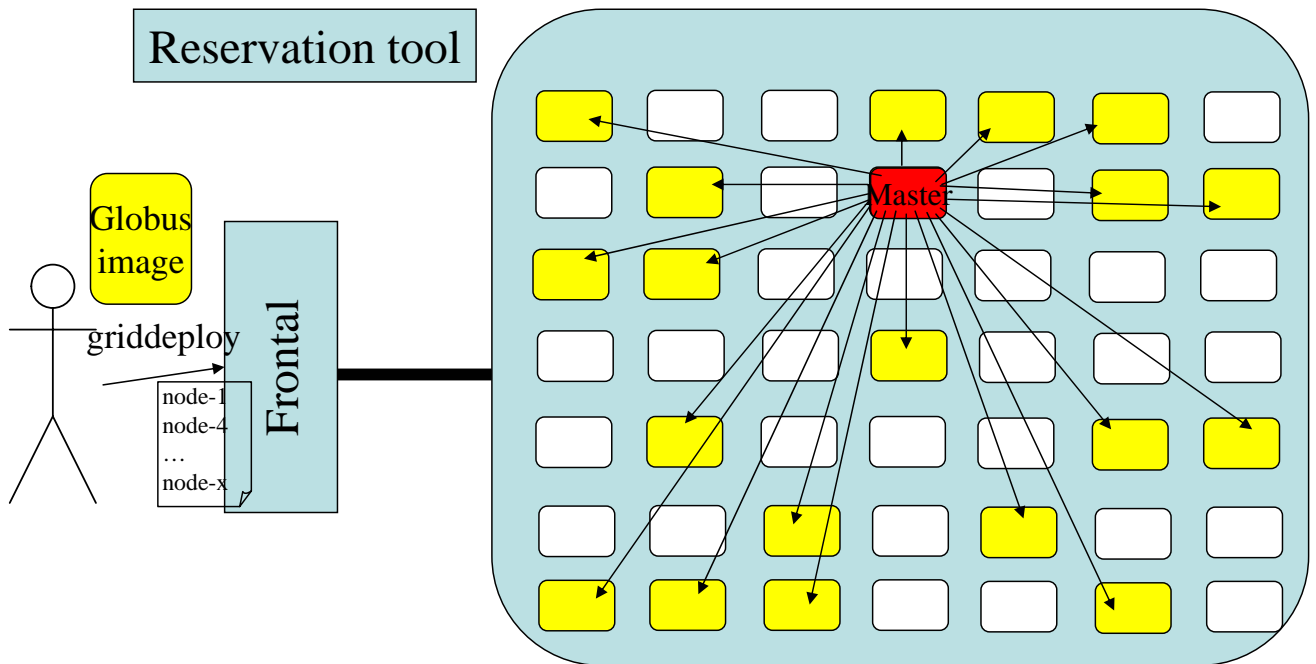 Reservation tool
Globus
image
griddeploy
Frontal
node-1
node-4
…
node-x
Master